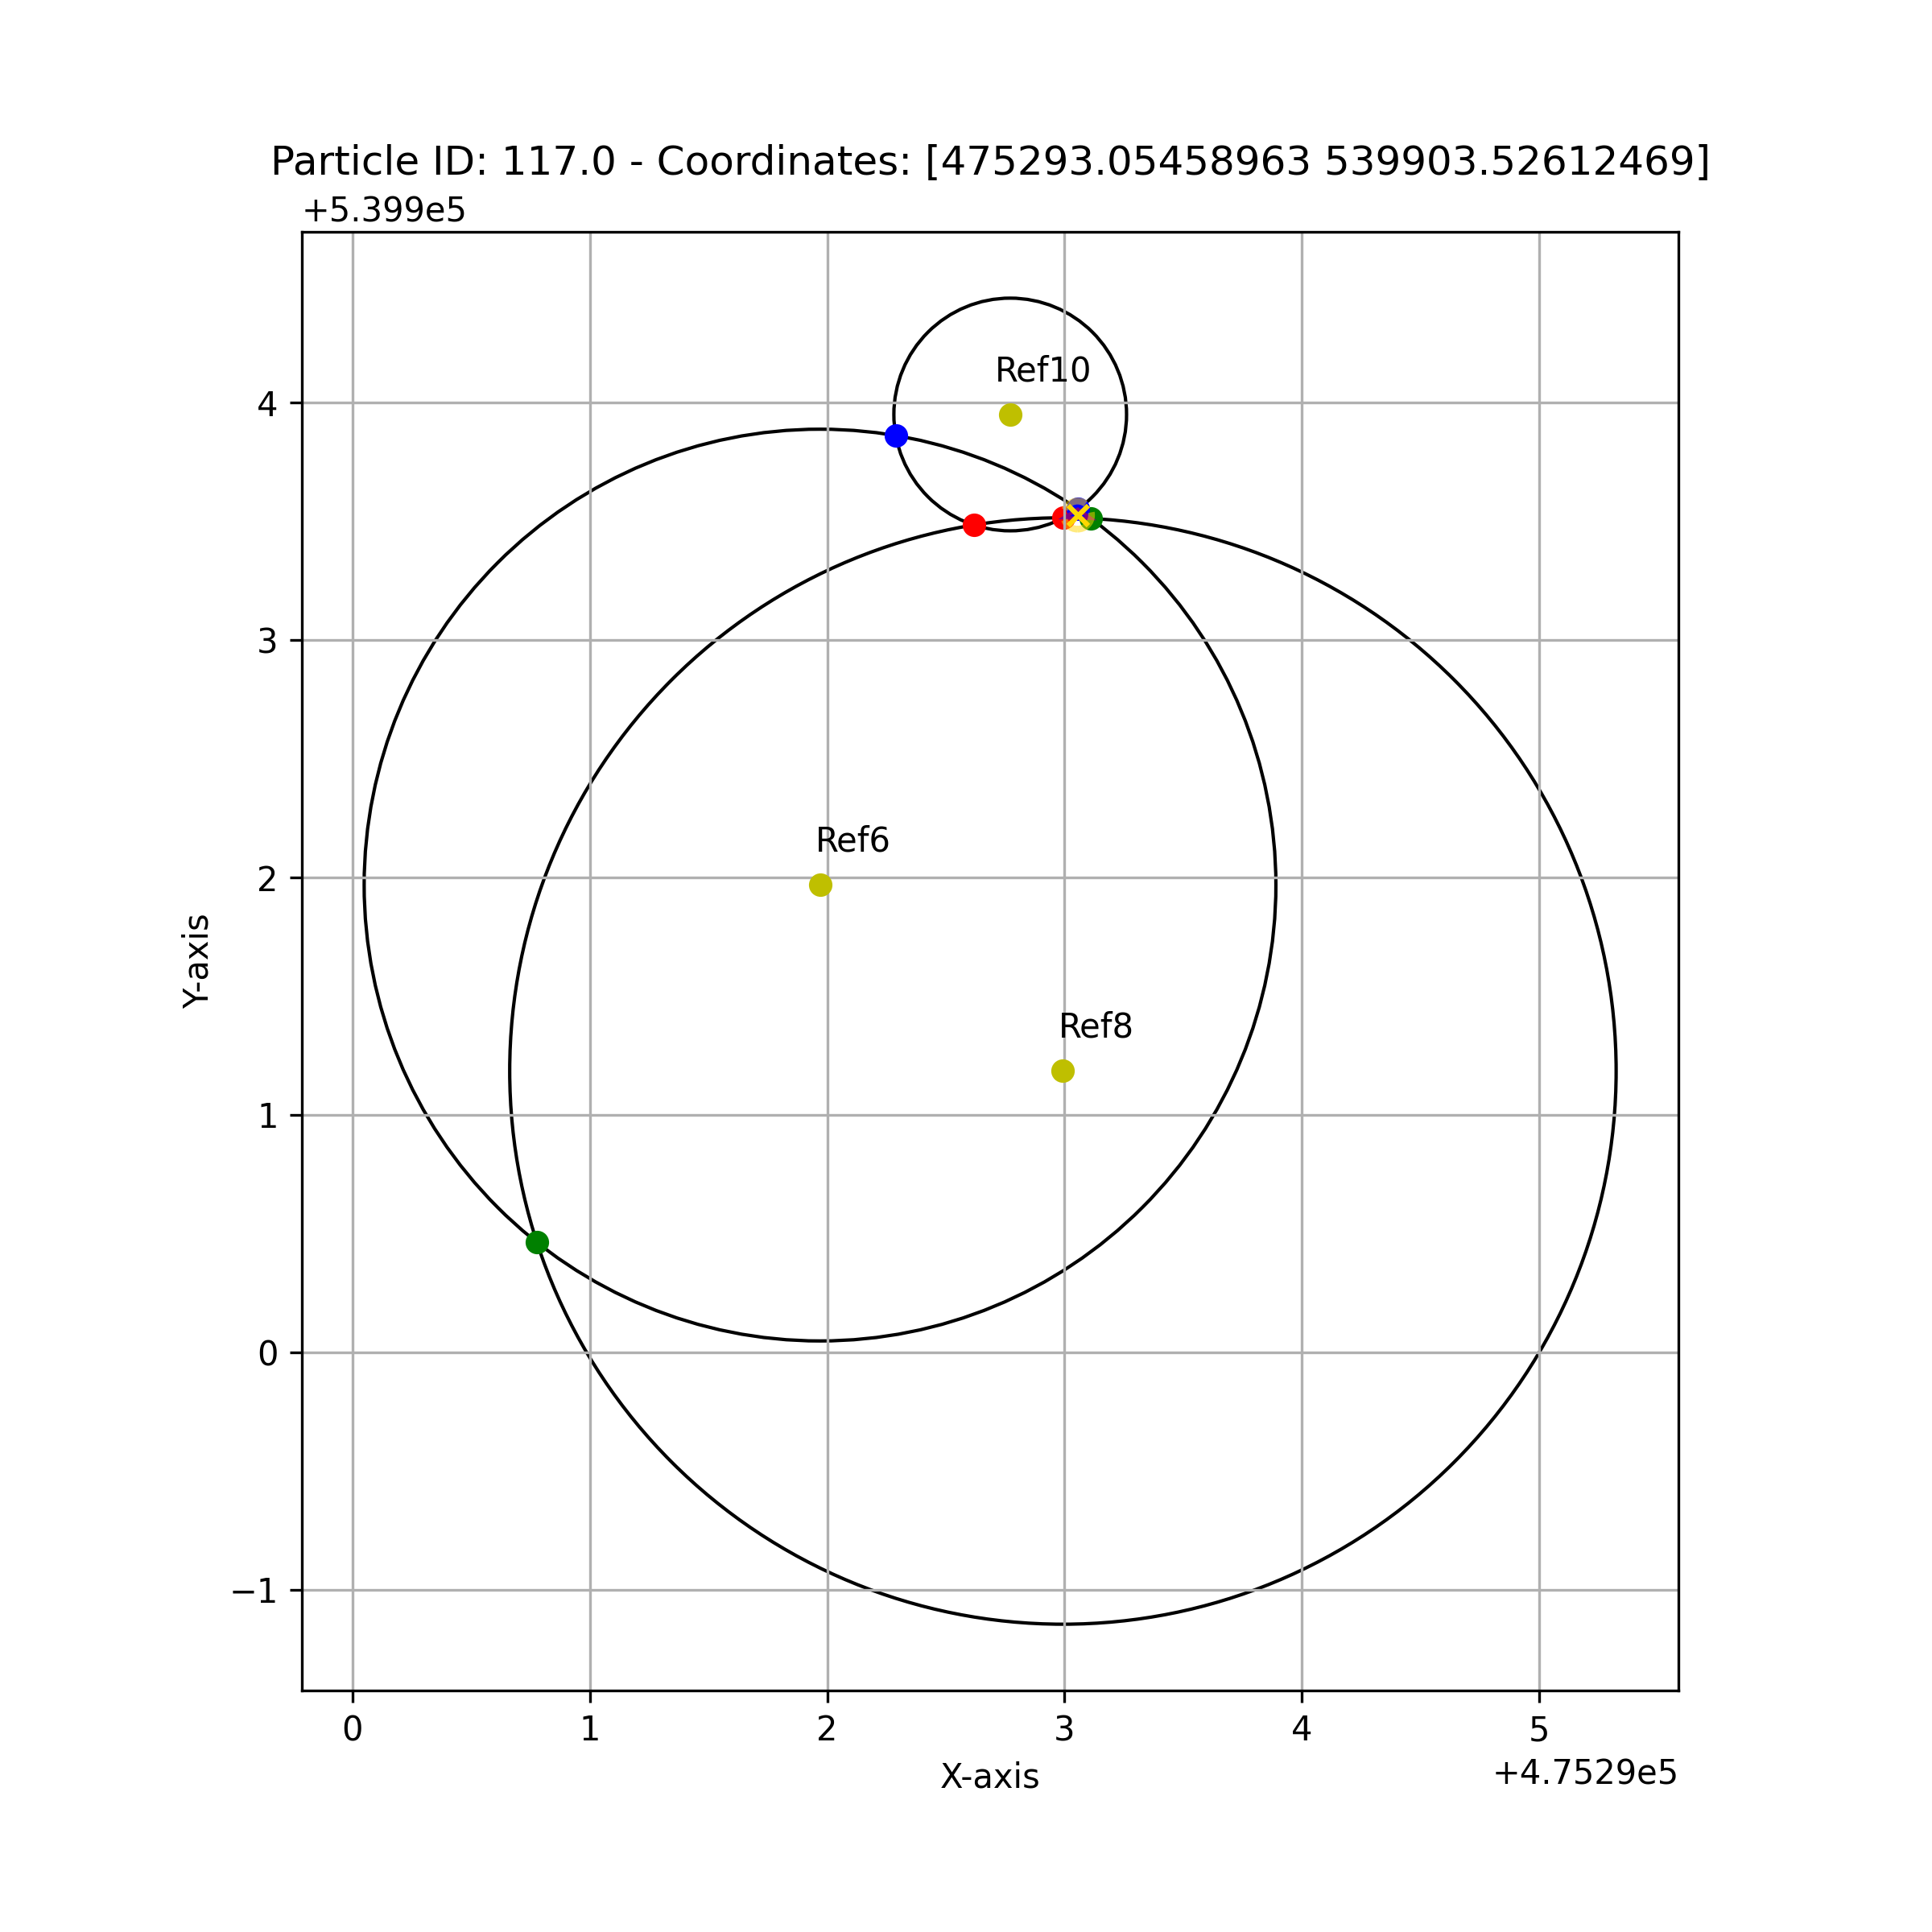 Particle ID: 117.0 - Coordinates: [475293.05458963 539903.52612469]
+5.399e5
Ref10
4
3
Ref6
2
Y-axis
Ref8
1
0
−1
0 1 2 3 4 5
X-axis
+4.7529e5